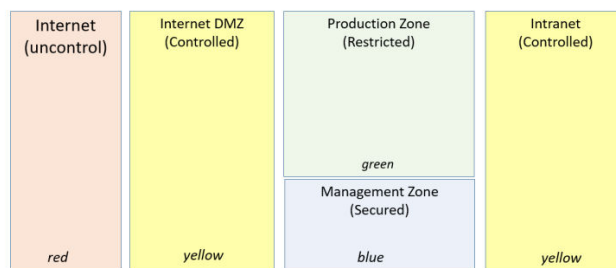 Internet
(uncontrol)
red
Internet DMZ
(Controlled)
yellow
Production Zone
(Restricted)
green
Management Zone
(Secured)
blue
Intranet
(Controlled)
yellow